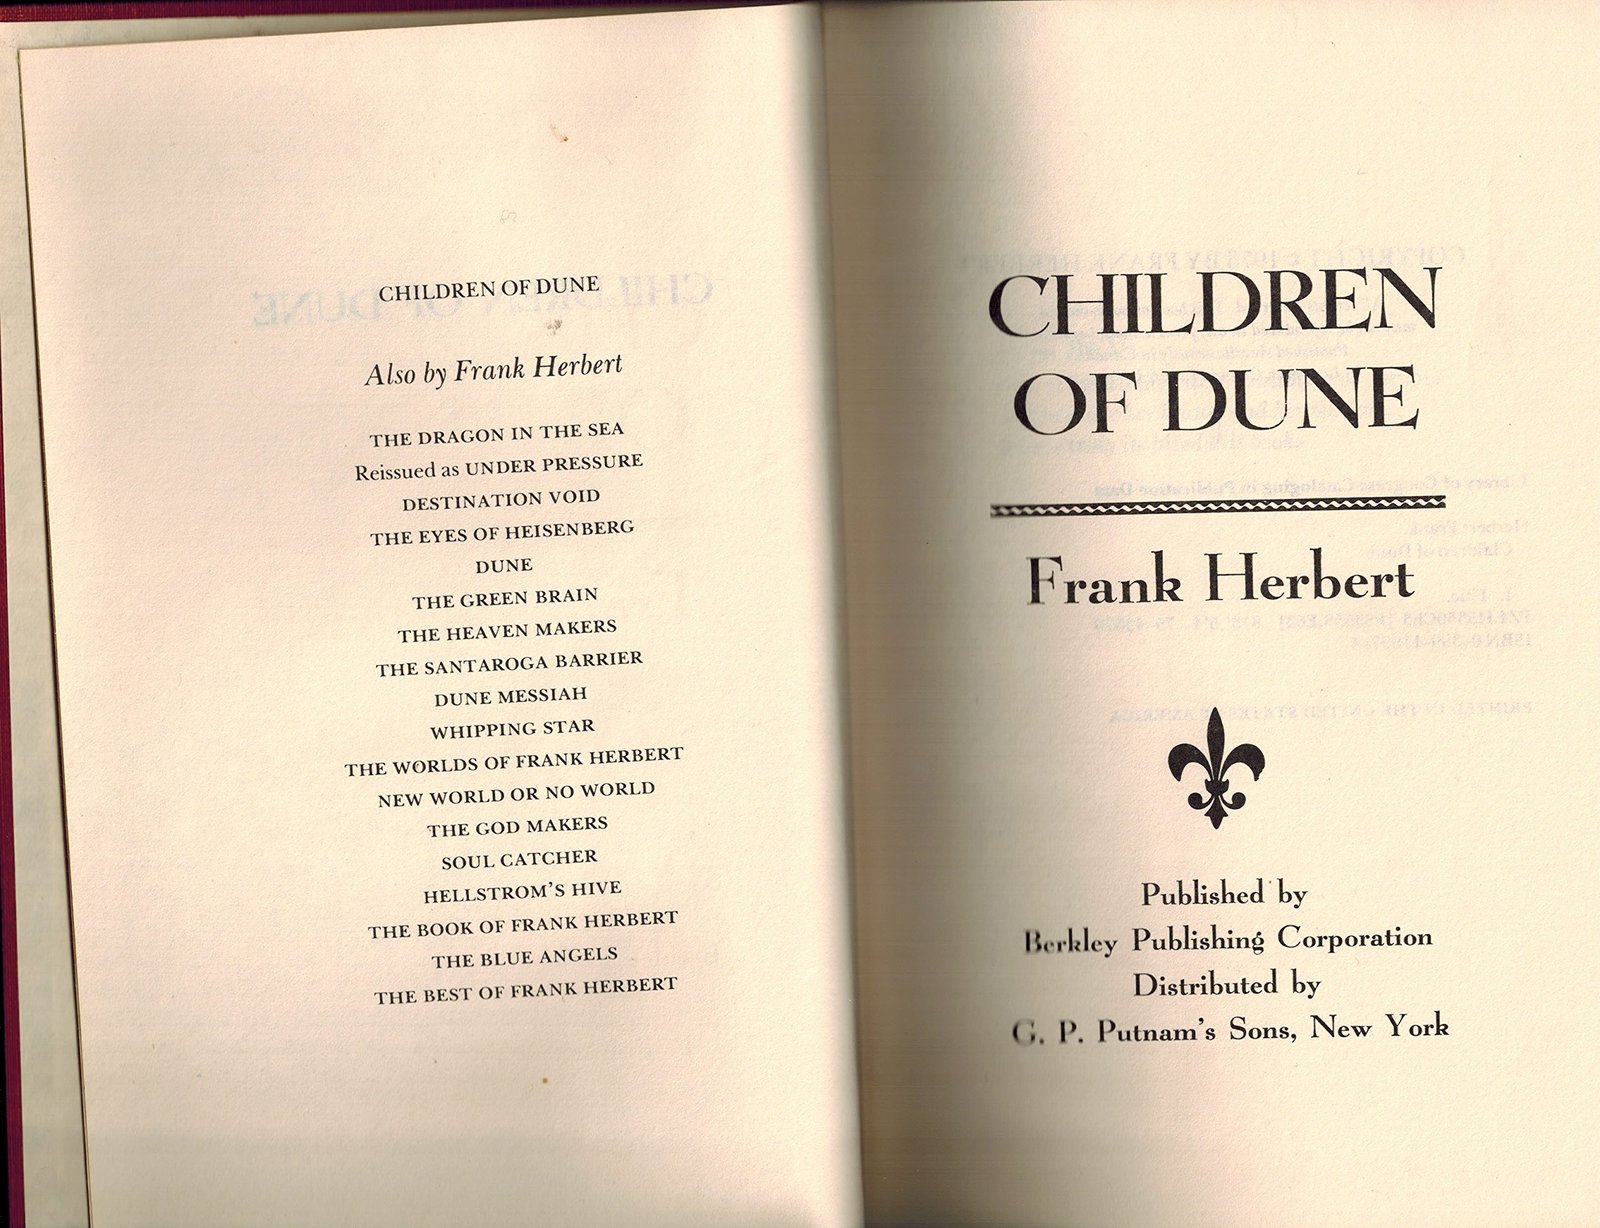 CHILDREN OF DUNE
Also by Frank Herbert
THE DRAGON IN THE SEA
Reissued as UNDER PRESSURE
DESTINATION VOID
THE EYES OF HEISENBERG
DUNE
THE GREEN BRAIN
THE HEAVEN MAKERS
THE SANTAROGA BARRIER
DUNE MESSIAH
WHIPPING STAR
THE WORLDS OF FRANK HERBERT
NEW WORLD OR NO WORLD
THE GOD MAKERS
SOUL CATCHER
HELLSTROM'S HIVE
THE BOOK OF FRANK HERBERT
THE BLUE ANGELS
THE BEST OF FRANK HERBERT
CHILDREN
OF DUNE
Frank Herbert
Published by
Berkley Publishing Corporation
Distributed by
G. P. Putnam's Sons, New York